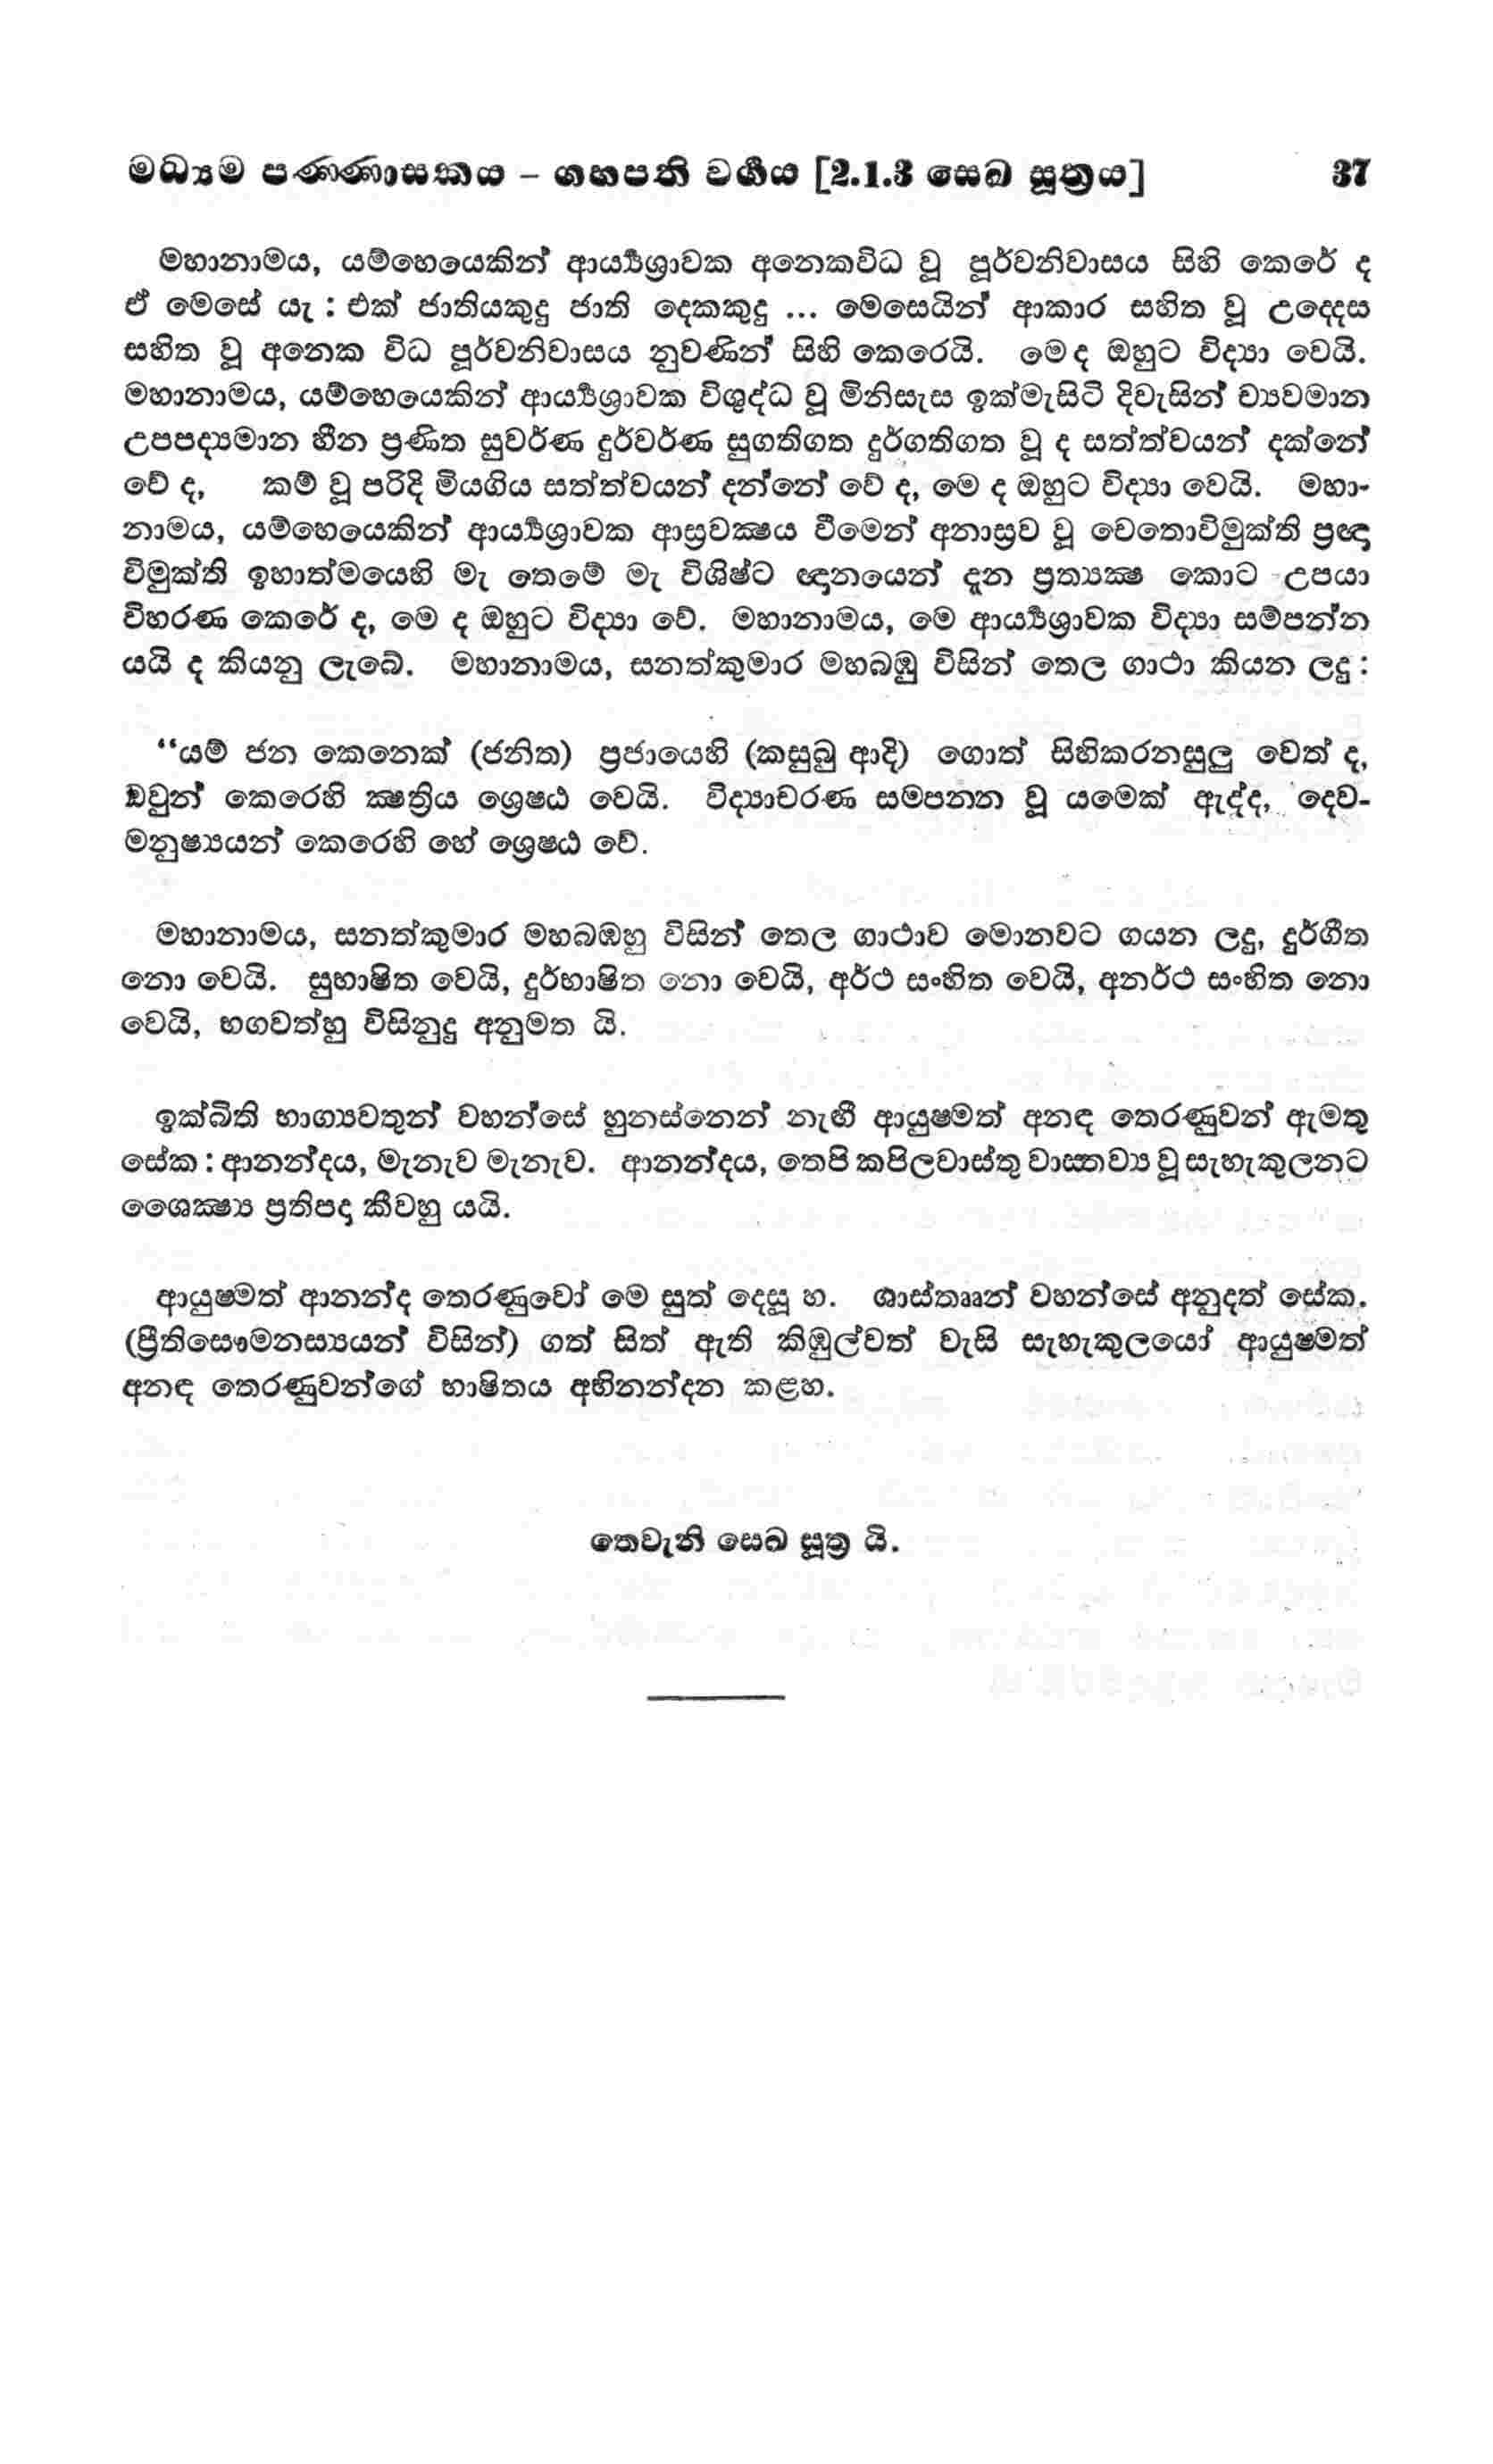 මධ්‍යම පණ්ණාසකය – ගහපති වර්‍ගය [2.1.3 සෙඛ සූත්‍රය] 37
මහානාමය, යම්හෙයෙකින් ආර්‍ය්‍යශ්‍රාවක අනෙකවිධ වූ පූර්වනිවාසය සිහි කෙරේ ද
ඒ මෙසේ යැ : එක් ජාතියකුදු ජාති දෙකකුදු ... මෙසෙයින් ආකාර සහිත වූ උද්දෙස
සහිත වූ අනෙක විධ පූර්වනිවාසය නුවණින් සිහි කෙරෙයි. මෙද ඔහුට විද්‍යා වෙයි.
මහානාමය, යම්හෙයෙකින් ආර්‍ය්‍යශ්‍රාවක විශුද්ධ වූ මිනිසැස ඉක්මැසිටි දිවැසින් ච්‍යවමාන
උපපද්‍යමාන හීන ප්‍රණිත සුවර්ණ දුර්වර්ණ සුගතිගත දුර්ගතිගත වූ ද සත්ත්වයන් දක්නේ
වේ ද, කම් වූ පරිදි මියගිය සත්ත්වයන් දන්නේ වේ ද, මෙ ද ඔහුට විද්‍යා වෙයි. මහා-
නාමය, යම්හෙයෙකින් ආර්‍ය්‍යශ්‍රාවක ආස්‍රවක්‍ෂය වීමෙන් අනාස්‍රව වූ චෙතොවිමුක්ති ප්‍රඥා
විමුක්ති ඉහාත්මයෙහි මැ තෙමේ මැ විශිෂ්ට ඥානයෙන් දැන ප්‍රත්‍යක්‍ෂ කොට උපයා
විහරණ කෙරේ ද, මෙ ද ඔහුට විද්‍යා වේ. මහානාමය, මෙ ආර්‍ය්‍යශ්‍රාවක විද්‍යා සම්පන්න
යයි ද කියනු ලැබේ. මහානාමය, සනත්කුමාර මහබඹු විසින් තෙල ගාථා කියන ලදු :
“යම් ජන කෙනෙක් (ජනිත) ප්‍රජායෙහි (කසුබු ආදි) ගොත් සිහිකරනසුලු වෙත් ද,
ඔවුන් කෙරෙහි ක්‍ෂත්‍රිය ශ්‍රෙෂ්ඨ වෙයි. විද්‍යාචරණ සම්පන්න වූ යමෙක් ඇද්ද, දෙව-
මනුෂ්‍යයන් කෙරෙහි හේ ශ්‍රෙෂ්ඨ වේ.
මහානාමය, සනත්කුමාර මහබඹහු විසින් තෙල ගාථාව මොනවට ගයන ලදු, දුර්ගීත
නො වෙයි. සුභාෂිත වෙයි, දුර්භාෂිත නො වෙයි, අර්ථ සංහිත වෙයි, අනර්ථ සංහිත නො
වෙයි, භගවත්හු විසිනුදු අනුමත යි.
ඉක්බිති භාග්‍යවතුන් වහන්සේ හුනස්නෙන් නැඟී ආයුෂ්මත් අනඳ තෙරණුවන් ඇමතු
සේක : ආනන්දය, මැනැව මැනැව. ආනන්දය, තෙපි කපිලවාස්තු වාස්තව්‍ය වූ සැහැකුලනට
ශෛක්‍ෂ්‍ය ප්‍රතිපදා කීවහු යයි.
ආයුෂ්මත් ආනන්ද තෙරණුවෝ මෙ සුත් දෙසූ හ. ශාස්තෲන් වහන්සේ අනුදත් සේක.
(ප්‍රීතිසෞමනස්‍යයන් විසින්) ගත් සිත් ඇති කිඹුල්වත් වැසි සැහැකුලයෝ ආයුෂ්මත්
අනඳ තෙරණුවන්ගේ භාෂිතය අභිනන්දන කළහ.
තෙවැනි සෙඛ සූත්‍ර යි.